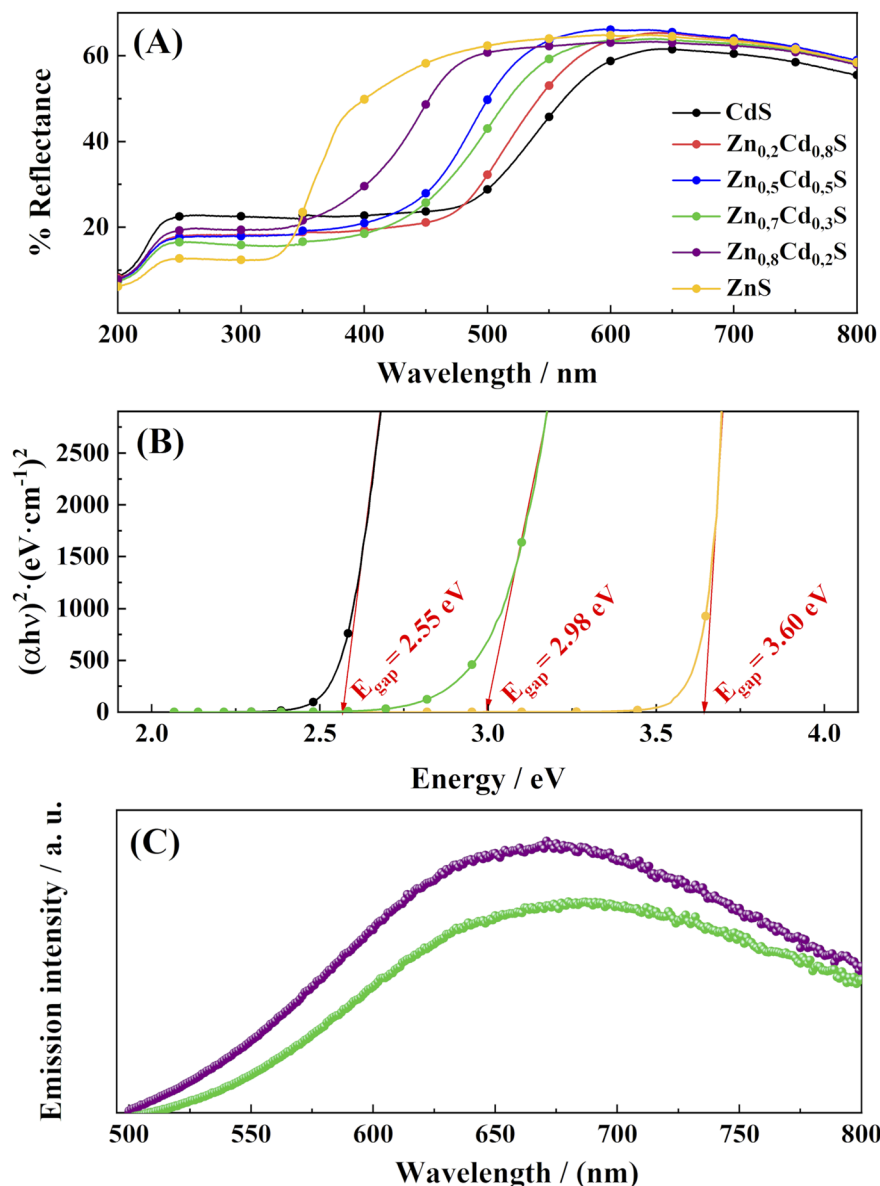 (A)
% Reflectance
60
40
20
CdS
Zn₀,₂Cd₀,₈S
Zn₀,₅Cd₀,₅S
Zn₀,₇Cd₀,₃S
Zn₀,₈Cd₀,₂S
ZnS
200 300 400 500 600 700 800
Wavelength / nm
(B)
(αhν)²·(eV·cm⁻¹)²
2500
2000
1500
1000
500
0
E_gap = 2.55 eV
E_gap = 2.98 eV
E_gap = 3.60 eV
2.0 2.5 3.0 3.5 4.0
Energy / eV
(C)
Emission intensity / a. u.
500 550 600 650 700 750 800
Wavelength / (nm)